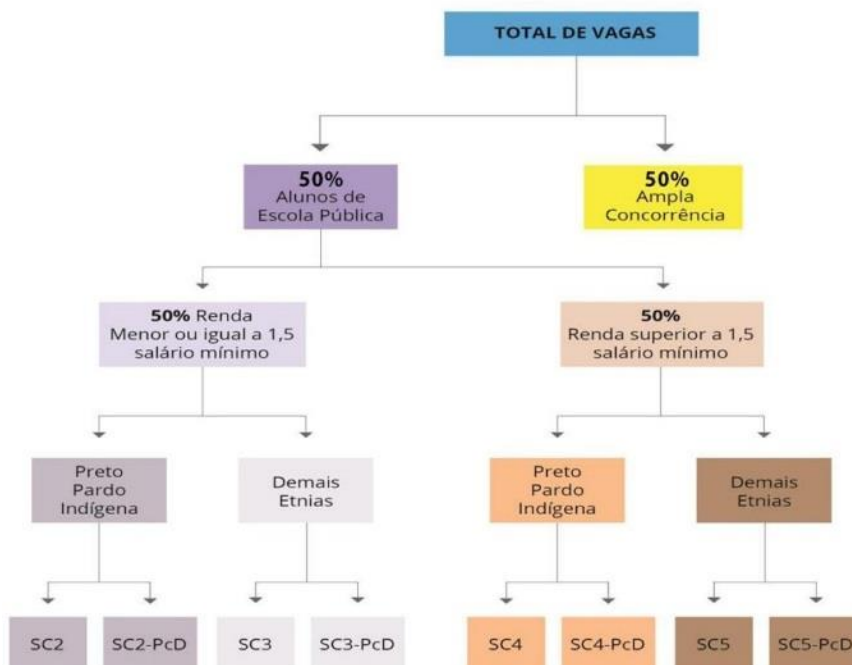 TOTAL DE VAGAS
50%
Alunos de
Escola Pública
50%
Ampla
Concorrência
50% Renda
Menor ou igual a 1,5
salário mínimo
50%
Renda superior a 1,5
salário mínimo
Preto
Pardo
Indígena
Demais
Etnias
Preto
Pardo
Indígena
Demais
Etnias
SC2
SC2-PcD
SC3
SC3-PcD
SC4
SC4-PcD
SC5
SC5-PcD